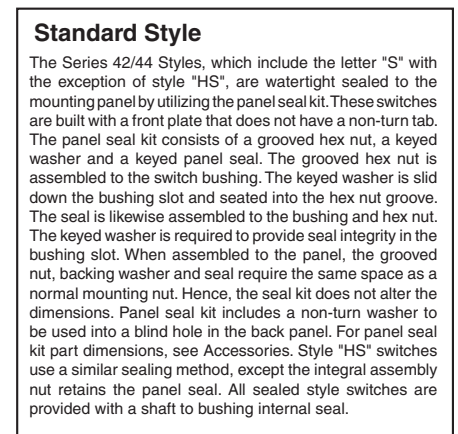 Standard Style
The Series 42/44 Styles, which include the letter "S" with
the exception of style "HS", are watertight sealed to the
mounting panel by utilizing the panel seal kit. These switches
are built with a front plate that does not have a non-turn tab.
The panel seal kit consists of a grooved hex nut, a keyed
washer and a keyed panel seal. The grooved hex nut is
assembled to the switch bushing. The keyed washer is slid
down the bushing slot and seated into the hex nut groove.
The seal is likewise assembled to the bushing and hex nut.
The keyed washer is required to provide seal integrity in the
bushing slot. When assembled to the panel, the grooved
nut, backing washer and seal require the same space as a
normal mounting nut. Hence, the seal kit does not alter the
dimensions. Panel seal kit includes a non-turn washer to
be used into a blind hole in the back panel. For panel seal
kit part dimensions, see Accessories. Style "HS" switches
use a similar sealing method, except the integral assembly
nut retains the panel seal. All sealed style switches are
provided with a shaft to bushing internal seal.